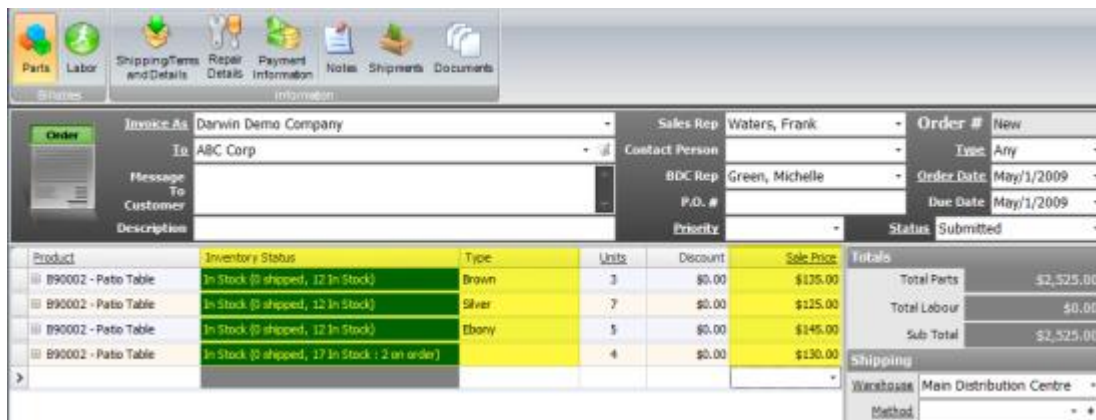 Parts Labor Shipping/Terms and Details Repair Details Payment Information Notes Shipments Documents
Billables Information
Order
Invoice As Darwin Demo Company Sales Rep Waters, Frank Order # New
To ABC Corp Contact Person Type Any
Message To Customer BDC Rep Green, Michelle Order Date May/1/2009
P.O. # Due Date May/1/2009
Description Priority Status Submitted
Product Inventory Status Type Units Discount Sale Price Totals
B90002 - Patio Table In Stock (0 shipped, 12 In Stock) Brown 3 $0.00 $135.00 Total Parts $2,525.00
B90002 - Patio Table In Stock (0 shipped, 12 In Stock) Silver 7 $0.00 $125.00 Total Labour $0.00
B90002 - Patio Table In Stock (0 shipped, 12 In Stock) Ebony 5 $0.00 $145.00 Sub Total $2,525.00
B90002 - Patio Table In Stock (0 shipped, 17 In Stock : 2 on order) 4 $0.00 $130.00 Shipping
Warehouse Main Distribution Centre
Method